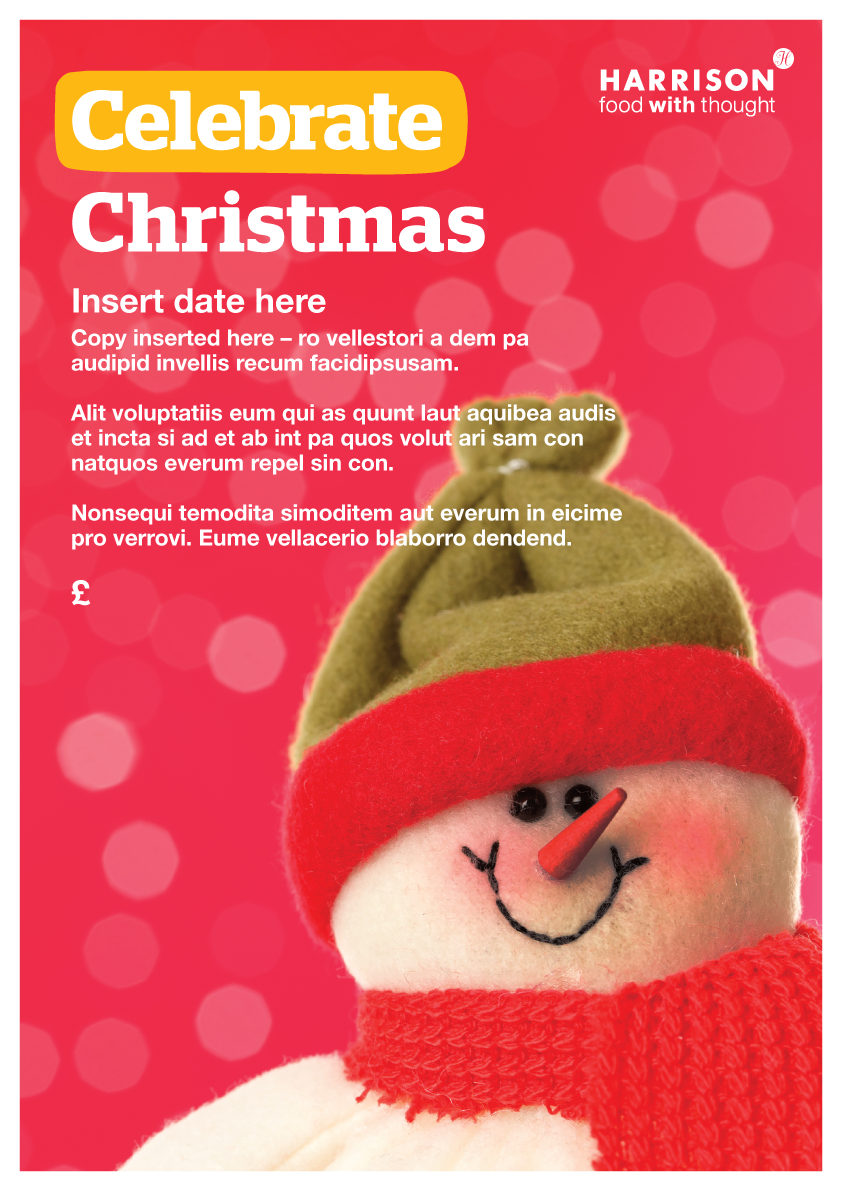 Celebrate
Christmas
HARRISON
food with thought
Insert date here
Copy inserted here – ro vellestori a dem pa
audipid invellis recum facidipsusam.
Alit voluptatiis eum qui as quunt laut aquibea audis
et incta si ad et ab int pa quos volut ari sam con
natquos everum repel sin con.
Nonsequi temodita simoditem aut everum in eicime
pro verrovi. Eume vellacerio blaborro dendend.
£